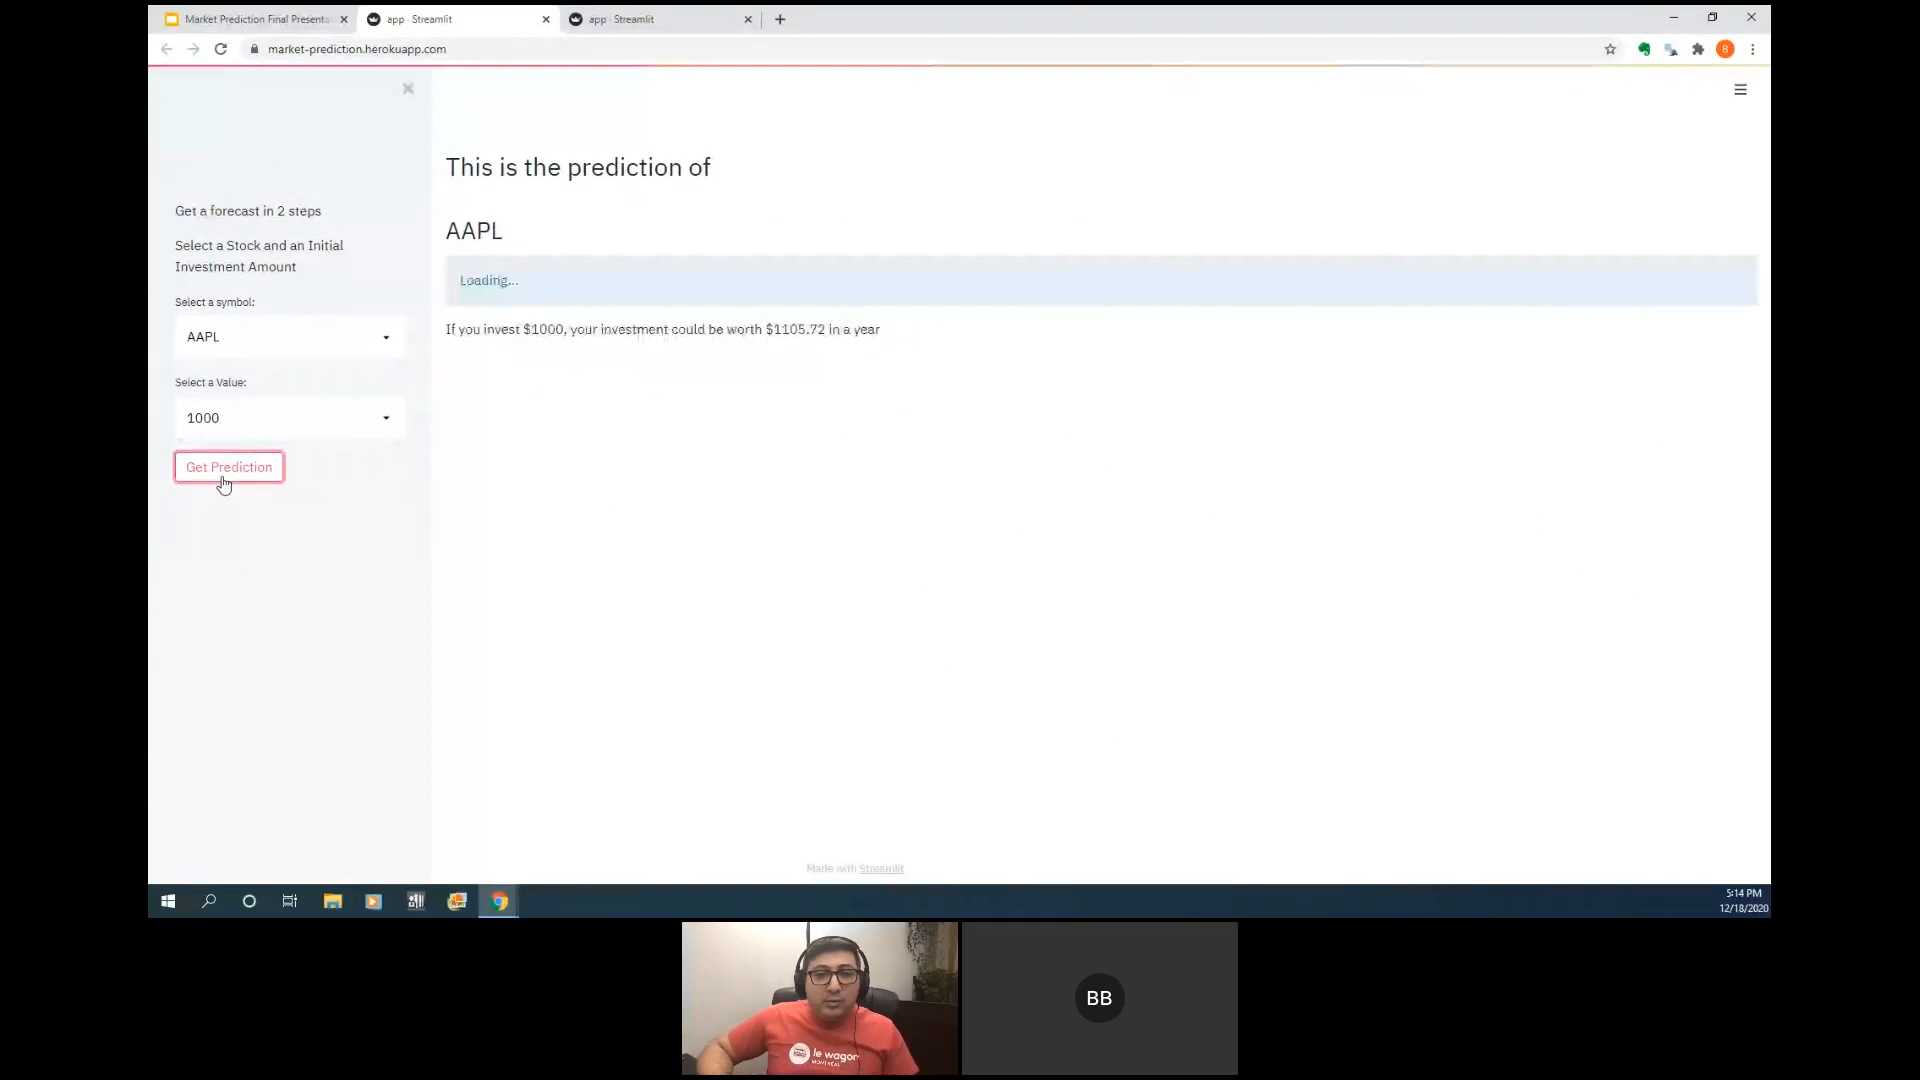 Market Prediction Final Presenta
app · Streamlit
app · Streamlit
market-prediction.herokuapp.com
B
Get a forecast in 2 steps
Select a Stock and an Initial
Investment Amount
Select a symbol:
AAPL
Select a Value:
1000
Get Prediction
This is the prediction of
AAPL
Loading...
If you invest $1000, your investment could be worth $1105.72 in a year
Made with Streamlit
5:14 PM
12/18/2020
le wagon
MONTRÉAL
BB